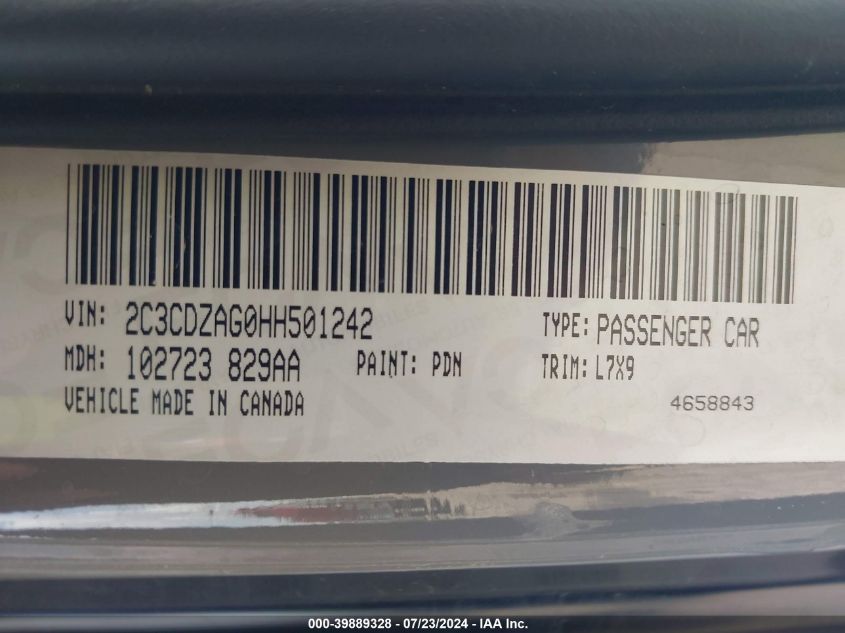 VIN: 2C3CDZAG0HH501242 TYPE: PASSENGER CAR
MDH: 102723 829AA PAINT: PDN TRIM: L7X9
VEHICLE MADE IN CANADA 4658843
000-39889328 - 07/23/2024 - IAA Inc.